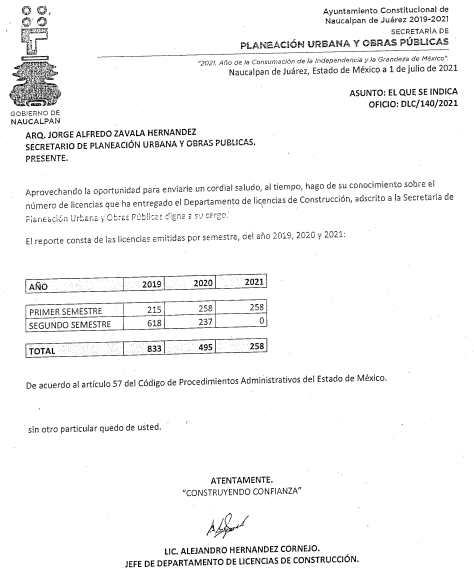 Ayuntamiento Constitucional de
Naucalpan de Juárez 2019-2021
SECRETARÍA DE
PLANEACIÓN URBANA Y OBRAS PÚBLICAS
"2021. Año de la Consumación de la Independencia y la Grandeza de México".
Naucalpan de Juárez, Estado de México a 1 de julio de 2021
ASUNTO: EL QUE SE INDICA
OFICIO: DLC/140/2021
GOBIERNO DE
NAUCALPAN
ARQ. JORGE ALFREDO ZAVALA HERNANDEZ
SECRETARIO DE PLANEACIÓN URBANA Y OBRAS PUBLICAS.
PRESENTE.
Aprovechando la oportunidad para enviarle un cordial saludo, al tiempo, hago de su conocimiento sobre el
número de licencias que ha entregado el Departamento de licencias de Construcción, adscrito a la Secretaría de
Planeación Urbana y Obras Públicas digna a su cargo.
El reporte consta de las licencias emitidas por semestre, del año 2019, 2020 y 2021:
AÑO 2019 2020 2021
PRIMER SEMESTRE 215 258 258
SEGUNDO SEMESTRE 618 237 0
TOTAL 833 495 258
De acuerdo al artículo 57 del Código de Procedimientos Administrativos del Estado de México.
sin otro particular quedo de usted.
ATENTAMENTE.
"CONSTRUYENDO CONFIANZA"
LIC. ALEJANDRO HERNANDEZ CORNEJO.
JEFE DE DEPARTAMENTO DE LICENCIAS DE CONSTRUCCIÓN.